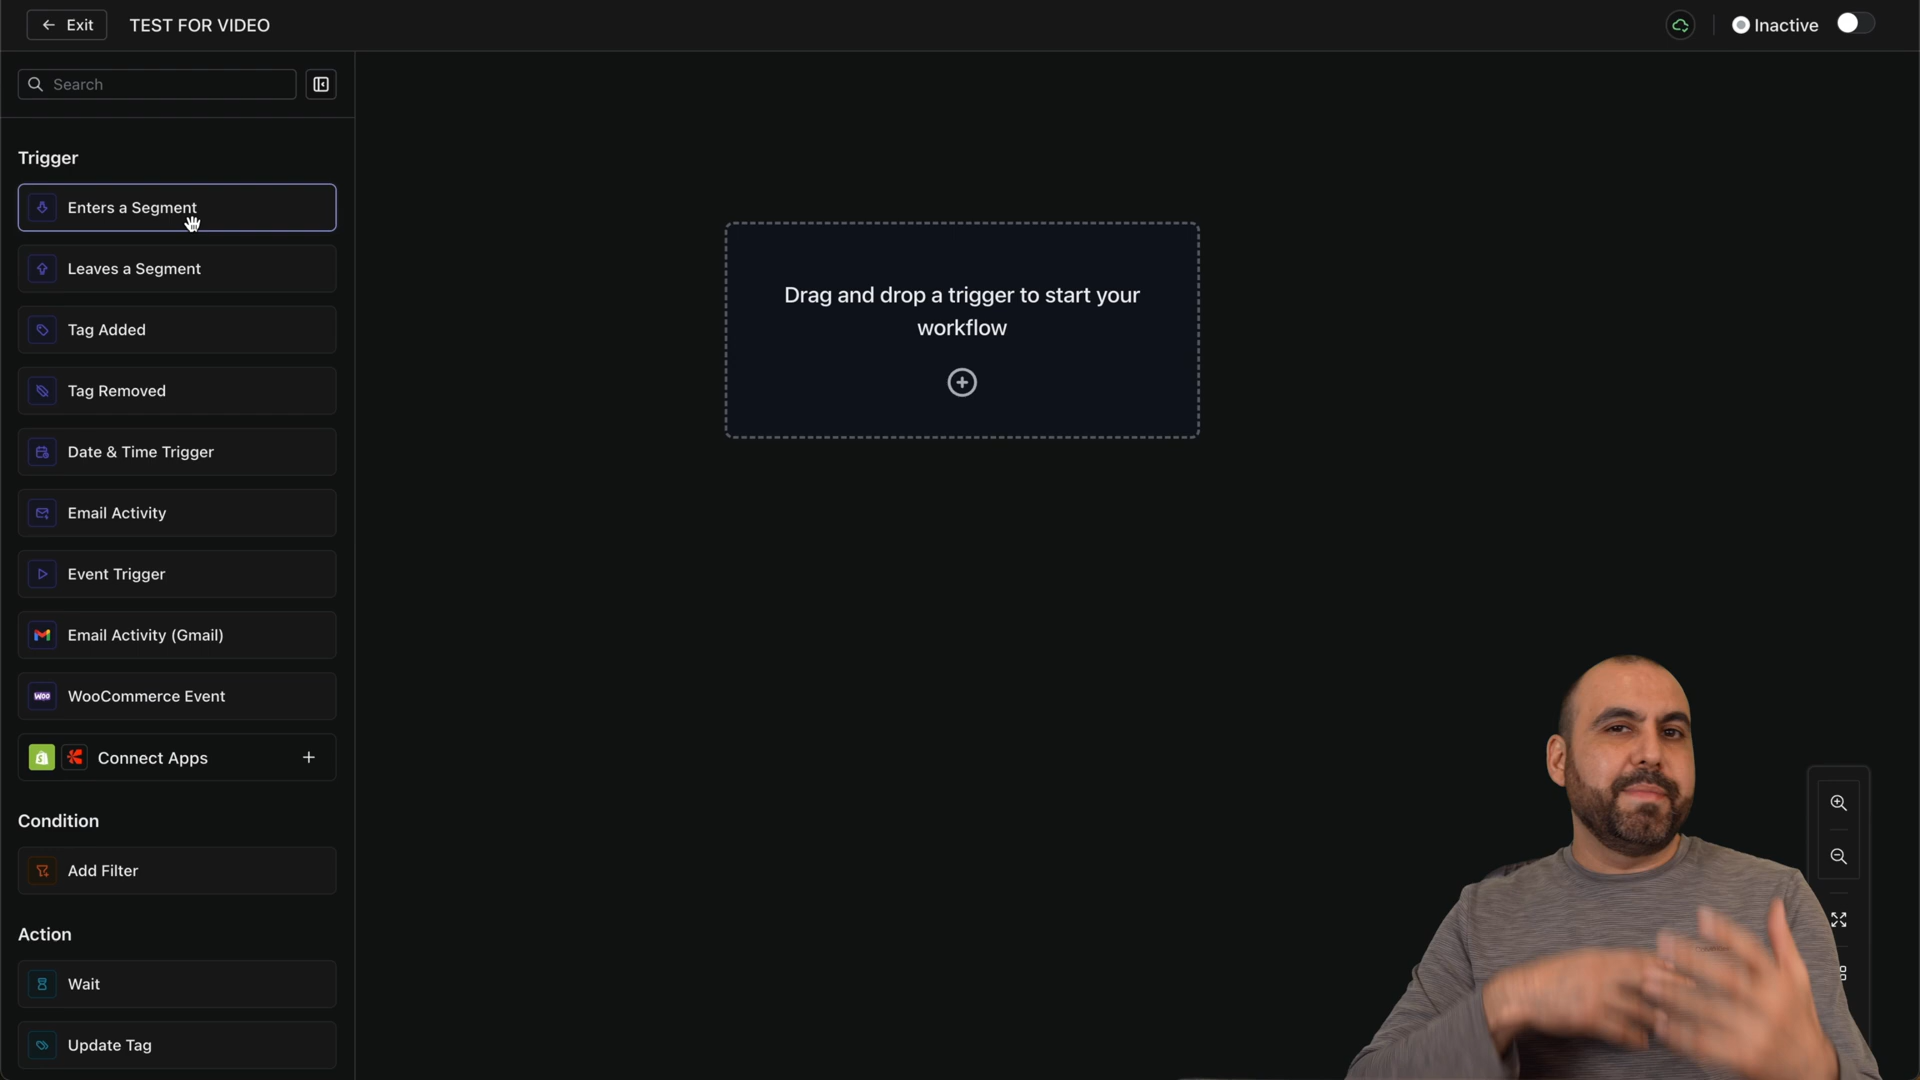 Exit
TEST FOR VIDEO
Inactive
Search
Trigger
Enters a Segment
Leaves a Segment
Tag Added
Tag Removed
Date & Time Trigger
Email Activity
Event Trigger
Email Activity (Gmail)
woo WooCommerce Event
Connect Apps
Condition
Add Filter
Action
Wait
Update Tag
Drag and drop a trigger to start your
workflow